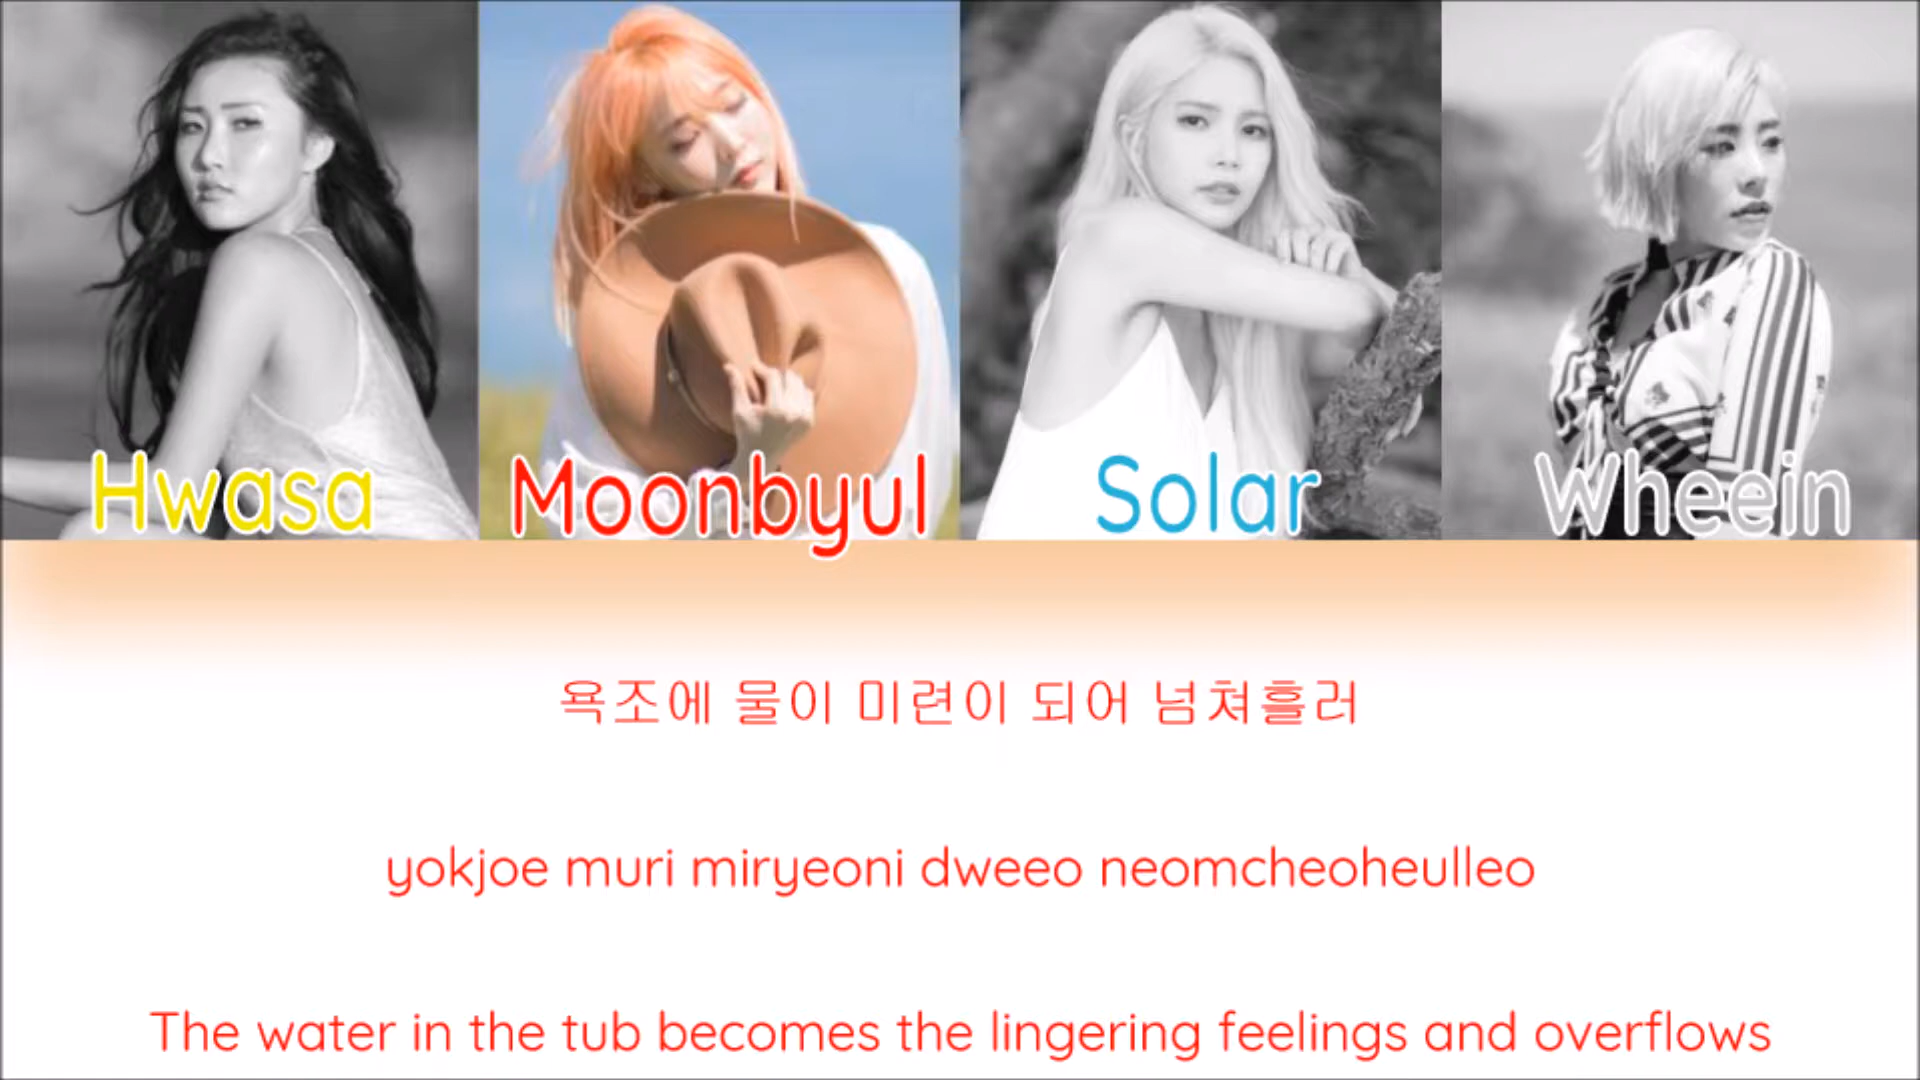 Hwasa Moonbyul Solar Wheein
욕조에 물이 미련이 되어 넘쳐흘러
yokjoe muri miryeoni dweeo neomcheoheulleo
The water in the tub becomes the lingering feelings and overflows